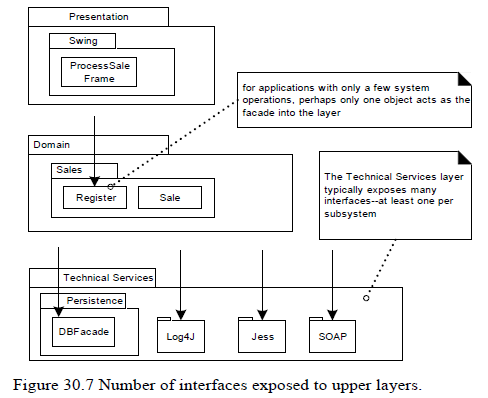 Presentation
Swing
ProcessSale
Frame
for applications with only a few system
operations, perhaps only one object acts as the
facade into the layer
Domain
Sales
Register
Sale
The Technical Services layer
typically exposes many
interfaces--at least one per
subsystem
Technical Services
Persistence
DBFacade
Log4J
Jess
SOAP
Figure 30.7 Number of interfaces exposed to upper layers.